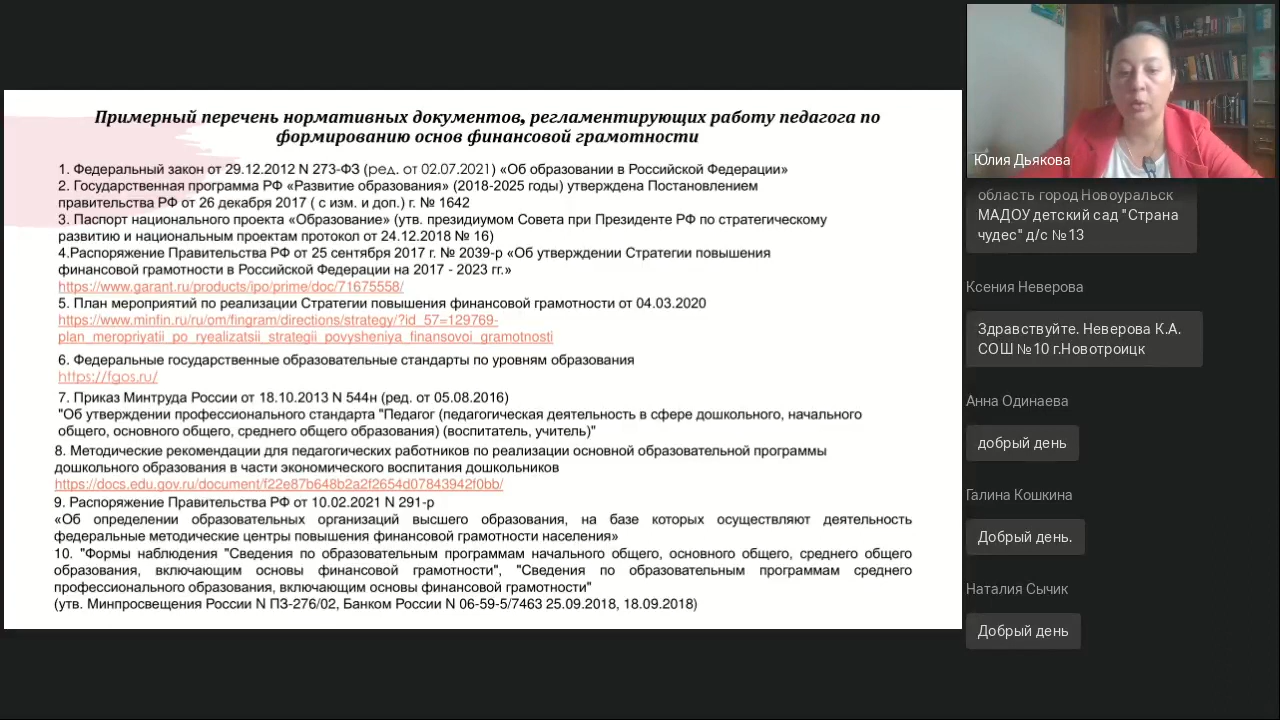 Примерный перечень нормативных документов, регламентирующих работу педагога по
формированию основ финансовой грамотности
1. Федеральный закон от 29.12.2012 N 273-ФЗ (ред. от 02.07.2021) «Об образовании в Российской Федерации»
2. Государственная программа РФ «Развитие образования» (2018-2025 годы) утверждена Постановлением
правительства РФ от 26 декабря 2017 ( с изм. и доп.) г. № 1642
3. Паспорт национального проекта «Образование» (утв. президиумом Совета при Президенте РФ по стратегическому
развитию и национальным проектам протокол от 24.12.2018 № 16)
4.Распоряжение Правительства РФ от 25 сентября 2017 г. № 2039-р «Об утверждении Стратегии повышения
финансовой грамотности в Российской Федерации на 2017 - 2023 гг.»
https://www.garant.ru/products/ipo/prime/doc/71675558/
5. План мероприятий по реализации Стратегии повышения финансовой грамотности от 04.03.2020
https://www.minfin.ru/ru/om/fingram/directions/strategy/?id_57=129769-
plan_meropriyatii_po_ryealizatsii_strategii_povysheniya_finansovoi_gramotnosti
6. Федеральные государственные образовательные стандарты по уровням образования
https://fgos.ru/
7. Приказ Минтруда России от 18.10.2013 N 544н (ред. от 05.08.2016)
"Об утверждении профессионального стандарта "Педагог (педагогическая деятельность в сфере дошкольного, начального
общего, основного общего, среднего общего образования) (воспитатель, учитель)"
8. Методические рекомендации для педагогических работников по реализации основной образовательной программы
дошкольного образования в части экономического воспитания дошкольников
https://docs.edu.gov.ru/document/f22e87b648b2a2f2654d07843942f0bb/
9. Распоряжение Правительства РФ от 10.02.2021 N 291-р
«Об определении образовательных организаций высшего образования, на базе которых осуществляют деятельность
федеральные методические центры повышения финансовой грамотности населения»
10. "Формы наблюдения "Сведения по образовательным программам начального общего, основного общего, среднего общего
образования, включающим основы финансовой грамотности", "Сведения по образовательным программам среднего
профессионального образования, включающим основы финансовой грамотности"
(утв. Минпросвещения России N ПЗ-276/02, Банком России N 06-59-5/7463 25.09.2018, 18.09.2018)
Юлия Дьякова
область город Новоуральск
МАДОУ детский сад "Страна
чудес" д/с №13
Ксения Неверова
Здравствуйте. Неверова К.А.
СОШ №10 г.Новотроицк
Анна Одинаева
добрый день
Галина Кошкина
Добрый день.
Наталия Сычик
Добрый день